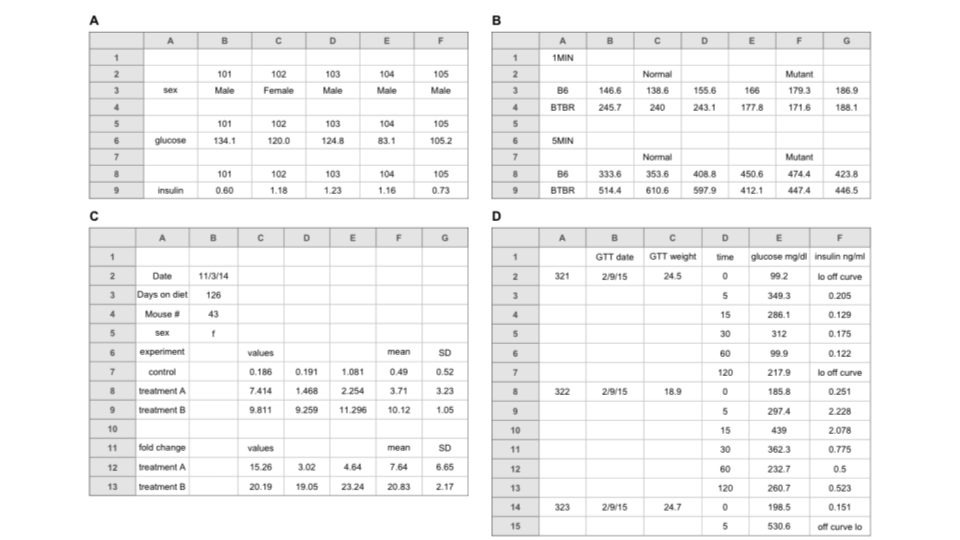 A
A B C D E F
1
2 101 102 103 104 105
3 sex Male Female Male Male Male
4
5 101 102 103 104 105
6 glucose 134.1 120.0 124.8 83.1 105.2
7
8 101 102 103 104 105
9 insulin 0.60 1.18 1.23 1.16 0.73
B
A B C D E F G
1 1MIN
2 Normal Mutant
3 B6 146.6 138.6 155.6 166 179.3 186.9
4 BTBR 245.7 240 243.1 177.8 171.6 188.1
5
6 5MIN
7 Normal Mutant
8 B6 333.6 353.6 408.8 450.6 474.4 423.8
9 BTBR 514.4 610.6 597.9 412.1 447.4 446.5
C
A B C D E F G
1
2 Date 11/3/14
3 Days on diet 126
4 Mouse # 43
5 sex f
6 experiment values mean SD
7 control 0.186 0.191 1.081 0.49 0.52
8 treatment A 7.414 1.468 2.254 3.71 3.23
9 treatment B 9.811 9.259 11.296 10.12 1.05
10
11 fold change values mean SD
12 treatment A 15.26 3.02 4.64 7.64 6.65
13 treatment B 20.19 19.05 23.24 20.83 2.17
D
A B C D E F
1 GTT date GTT weight time glucose mg/dl insulin ng/ml
2 321 2/9/15 24.5 0 99.2 lo off curve
3 5 349.3 0.205
4 15 286.1 0.129
5 30 312 0.175
6 60 99.9 0.122
7 120 217.9 lo off curve
8 322 2/9/15 18.9 0 185.8 0.251
9 5 297.4 2.228
10 15 439 2.078
11 30 362.3 0.775
12 60 232.7 0.5
13 120 260.7 0.523
14 323 2/9/15 24.7 0 198.5 0.151
15 5 530.6 off curve lo